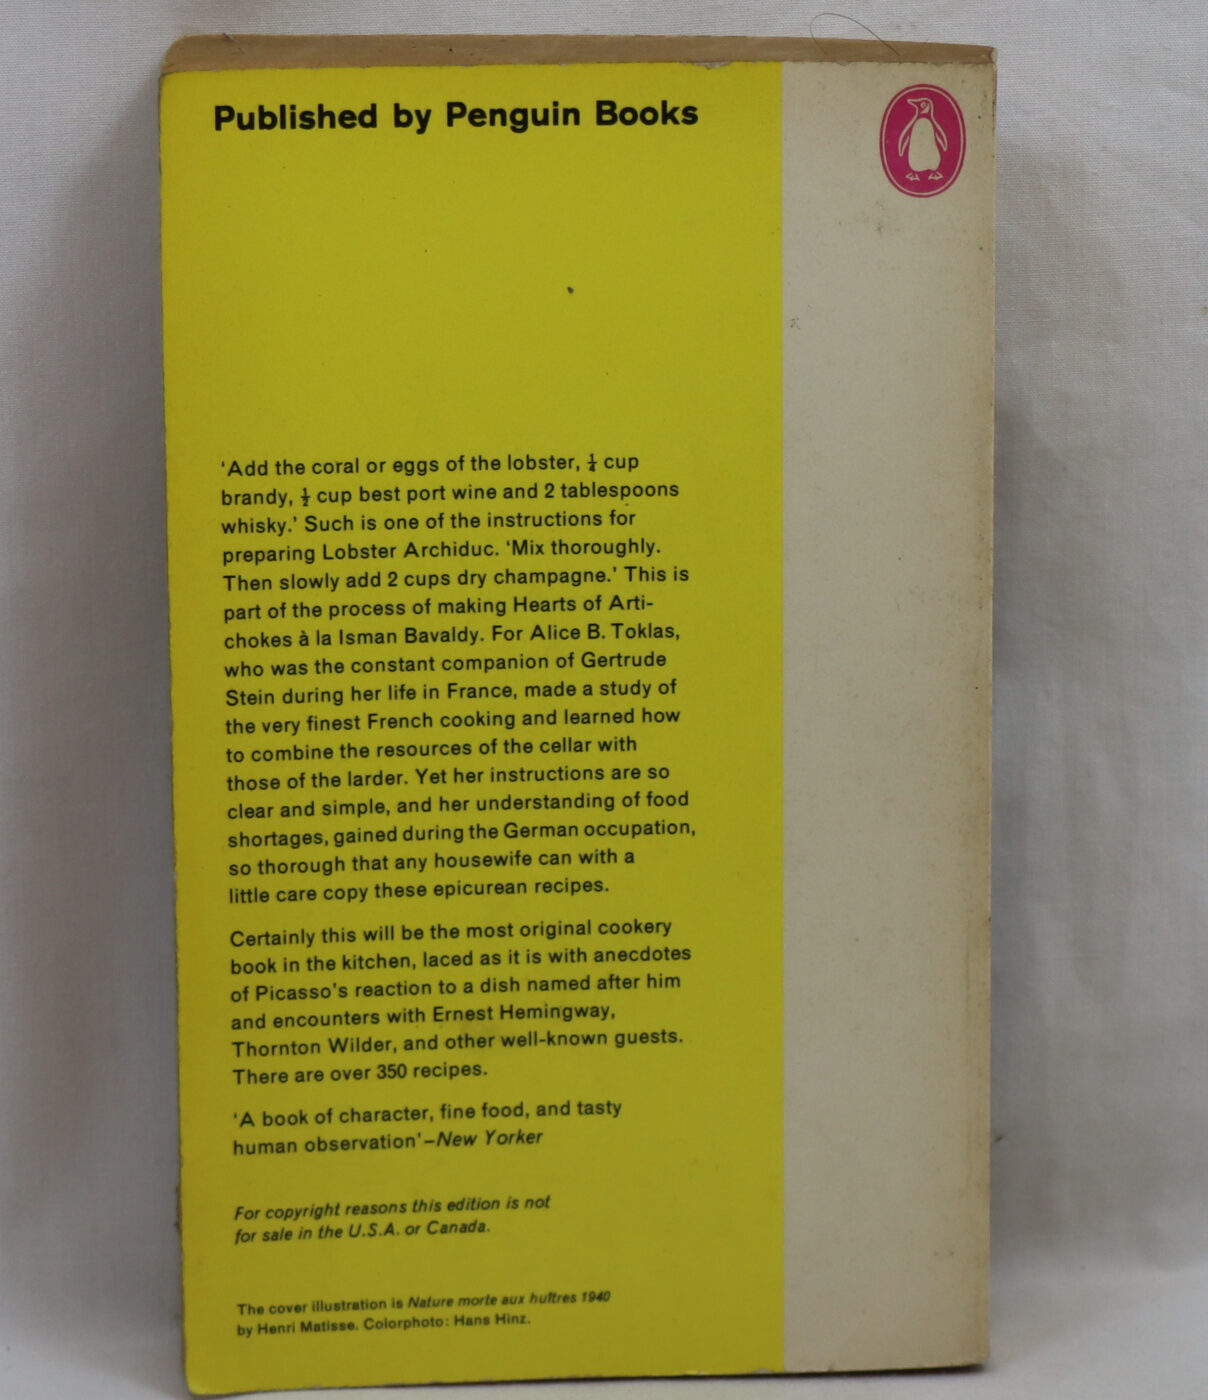 Published by Penguin Books
‘Add the coral or eggs of the lobster, ¼ cup
brandy, ½ cup best port wine and 2 tablespoons
whisky.’ Such is one of the instructions for
preparing Lobster Archiduc. ‘Mix thoroughly.
Then slowly add 2 cups dry champagne.’ This is
part of the process of making Hearts of Arti-
chokes à la Isman Bavaldy. For Alice B. Toklas,
who was the constant companion of Gertrude
Stein during her life in France, made a study of
the very finest French cooking and learned how
to combine the resources of the cellar with
those of the larder. Yet her instructions are so
clear and simple, and her understanding of food
shortages, gained during the German occupation,
so thorough that any housewife can with a
little care copy these epicurean recipes.
Certainly this will be the most original cookery
book in the kitchen, laced as it is with anecdotes
of Picasso’s reaction to a dish named after him
and encounters with Ernest Hemingway,
Thornton Wilder, and other well-known guests.
There are over 350 recipes.
‘A book of character, fine food, and tasty
human observation’–New Yorker
For copyright reasons this edition is not
for sale in the U.S.A. or Canada.
The cover illustration is Nature morte aux huîtres 1940
by Henri Matisse. Colorphoto: Hans Hinz.